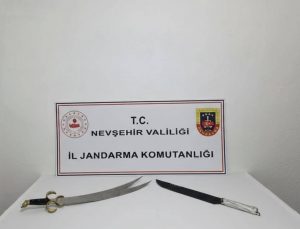 T.C.
NEVŞEHİR VALİLİĞİ
İL JANDARMA KOMUTANLIĞI